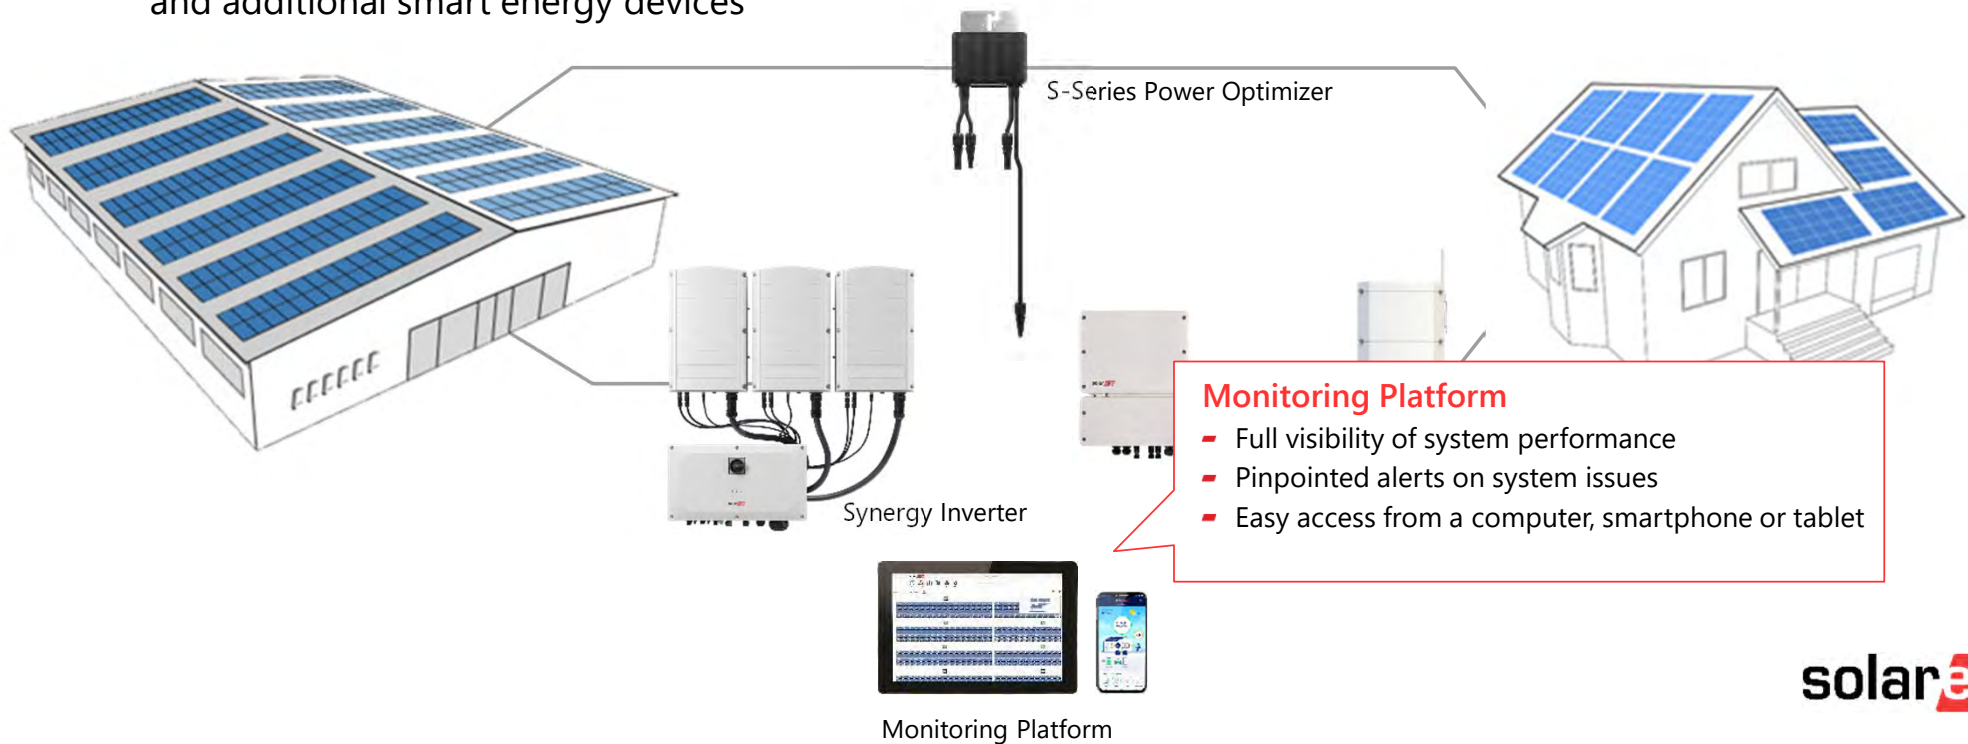 and additional smart energy devices
S-Series Power Optimizer
Monitoring Platform
Full visibility of system performance
Pinpointed alerts on system issues
Easy access from a computer, smartphone or tablet
Synergy Inverter
Monitoring Platform
solare